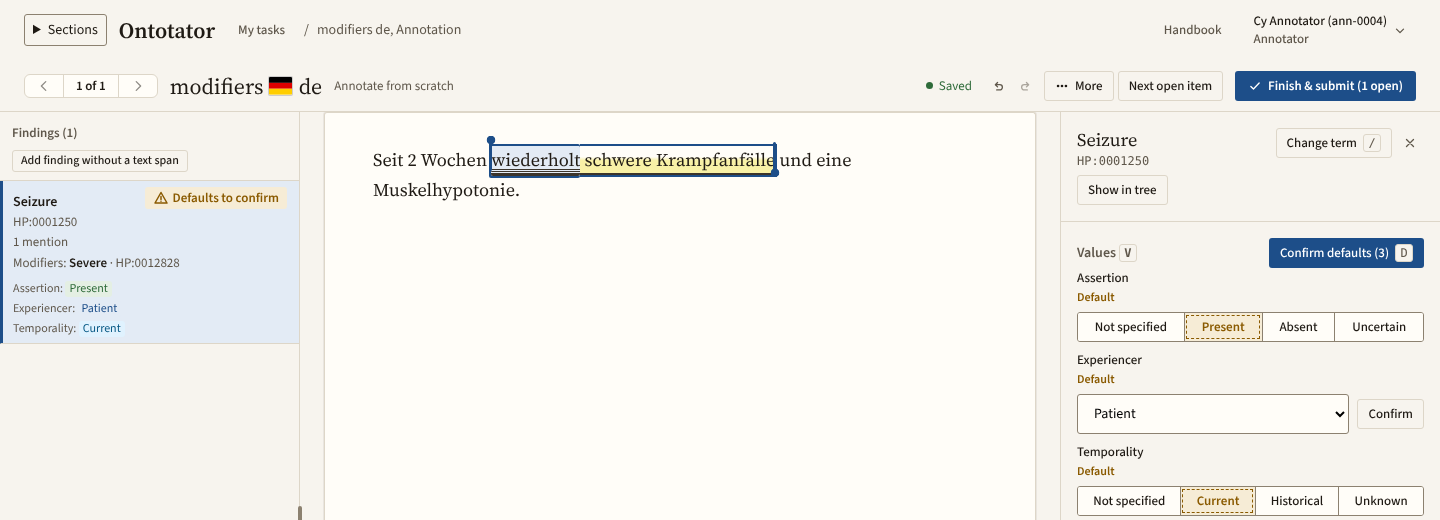 Sections
Ontotator
My tasks / modifiers de, Annotation
Handbook
Cy Annotator (ann-0004)
Annotator
1 of 1
modifiers de
Annotate from scratch
Saved
More
Next open item
Finish & submit (1 open)
Findings (1)
Add finding without a text span
Seizure
Defaults to confirm
HP:0001250
1 mention
Modifiers: Severe · HP:0012828
Assertion: Present
Experiencer: Patient
Temporality: Current
Seit 2 Wochen wiederholt schwere Krampfanfälle und eine
Muskelhypotonie.
Seizure
HP:0001250
Change term /
Show in tree
Values V
Confirm defaults (3) D
Assertion
Default
Not specified Present Absent Uncertain
Experiencer
Default
Patient Confirm
Temporality
Default
Not specified Current Historical Unknown